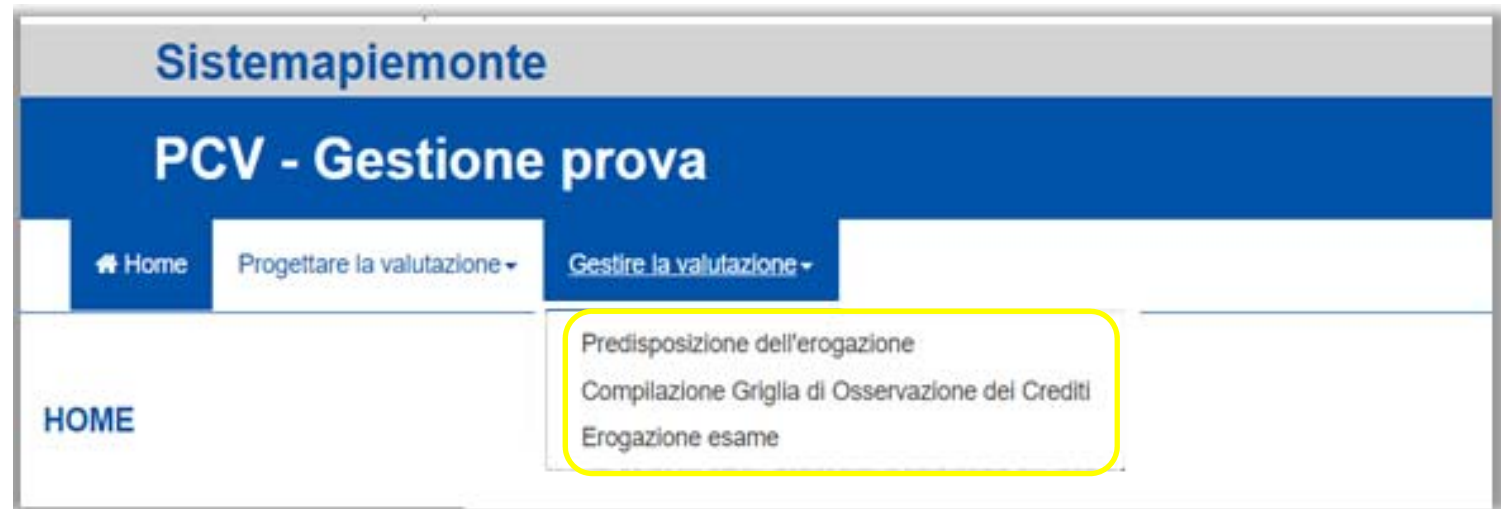 Sistemapiemonte
PCV - Gestione prova
Home Progettare la valutazione Gestire la valutazione
Predisposizione dell'erogazione
Compilazione Griglia di Osservazione dei Crediti
HOME
Erogazione esame